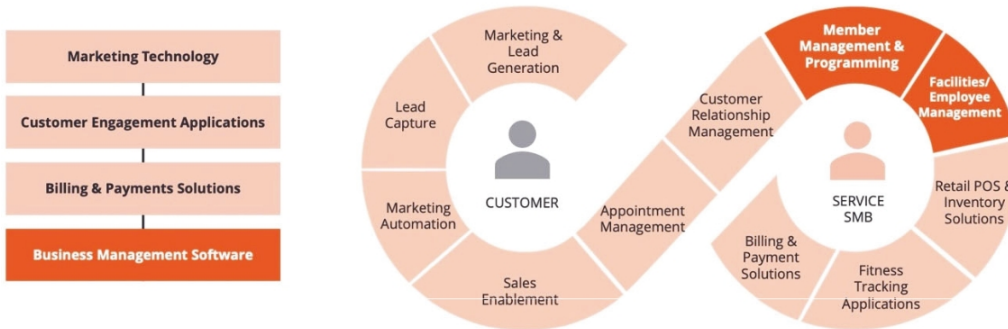 Marketing Technology
Customer Engagement Applications
Billing & Payments Solutions
Business Management Software
Marketing &
Lead
Generation
Lead
Capture
Marketing
Automation
Sales
Enablement
Appointment
Management
Customer
Relationship
Management
Member
Management &
Programming
Facilities/
Employee
Management
Retail POS &
Inventory
Solutions
Fitness
Tracking
Applications
Billing &
Payment
Solutions
CUSTOMER
SERVICE
SMB